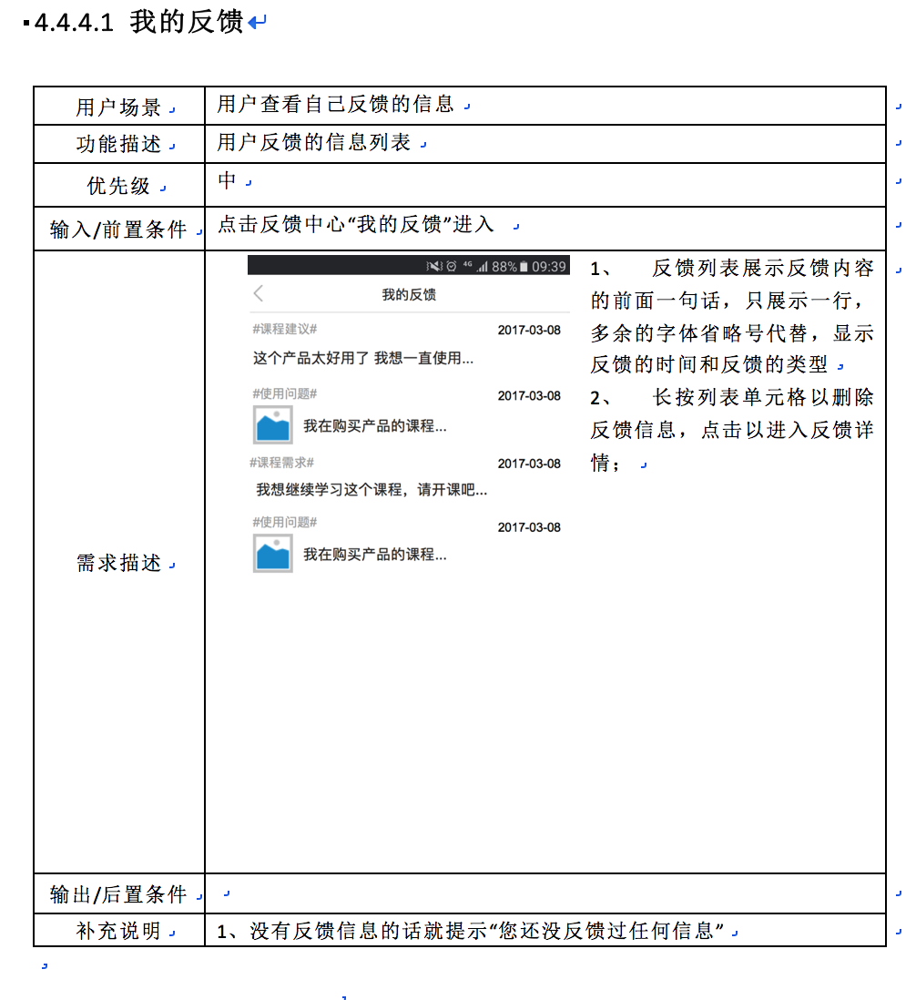 4.4.4.1 我的反馈
用户场景
用户查看自己反馈的信息
功能描述
用户反馈的信息列表
优先级
中
输入/前置条件
点击反馈中心“我的反馈”进入
需求描述
4G 88% 09:39
我的反馈
#课程建议# 2017-03-08
这个产品太好用了 我想一直使用...
#使用问题# 2017-03-08
我在购买产品的课程...
#课程需求# 2017-03-08
我想继续学习这个课程，请开课吧...
#使用问题# 2017-03-08
我在购买产品的课程...
1、 反馈列表展示反馈内容
的前面一句话，只展示一行，
多余的字体省略号代替，显示
反馈的时间和反馈的类型
2、 长按列表单元格以删除
反馈信息，点击以进入反馈详
情；
输出/后置条件
补充说明
1、没有反馈信息的话就提示“您还没反馈过任何信息”